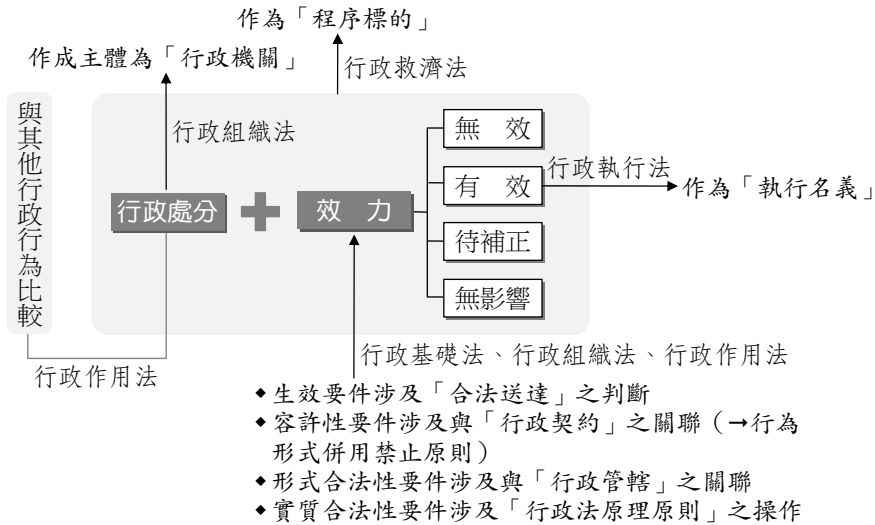 作為「程序標的」
作成主體為「行政機關」
行政救濟法
與其他行政行為比較
行政組織法
無　效
有　效
行政執行法
作為「執行名義」
行政處分
效　力
待補正
無影響
行政作用法
行政基礎法、行政組織法、行政作用法
◆生效要件涉及「合法送達」之判斷
◆容許性要件涉及與「行政契約」之關聯（→行為
形式併用禁止原則）
◆形式合法性要件涉及與「行政管轄」之關聯
◆實質合法性要件涉及「行政法原理原則」之操作